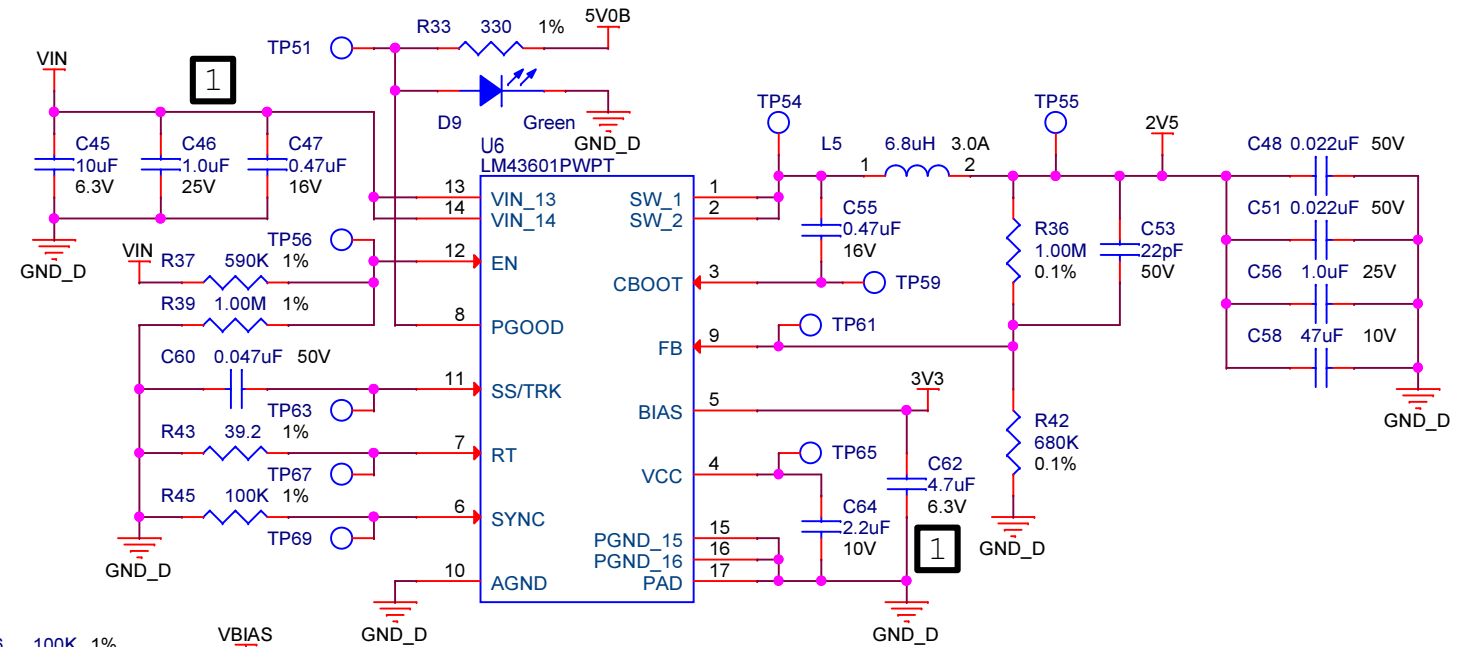 R33 330 1% 5V0B
TP51
VIN
1
D9 Green
GND_D
C45 10uF 6.3V
C46 1.0uF 25V
C47 0.47uF 16V
GND_D
U6
LM43601PWPT
13 VIN_13
14 VIN_14
12 EN
8 PGOOD
11 SS/TRK
7 RT
6 SYNC
10 AGND
SW_1 1
SW_2 2
CBOOT 3
FB 9
BIAS 5
VCC 4
PGND_15 15
PGND_16 16
PAD 17
TP56
VIN
R37 590K 1%
R39 1.00M 1%
C60 0.047uF 50V
TP63
R43 39.2 1%
TP67
R45 100K 1%
TP69
GND_D
GND_D
TP54
L5 6.8uH 3.0A
1 2
TP55
2V5
C55 0.47uF 16V
TP59
TP61
R36 1.00M 0.1%
C53 22pF 50V
C48 0.022uF 50V
C51 0.022uF 50V
C56 1.0uF 25V
C58 47uF 10V
GND_D
3V3
R42 680K 0.1%
GND_D
TP65
C64 2.2uF 10V
C62 4.7uF 6.3V
1
GND_D
100K 1%
VBIAS